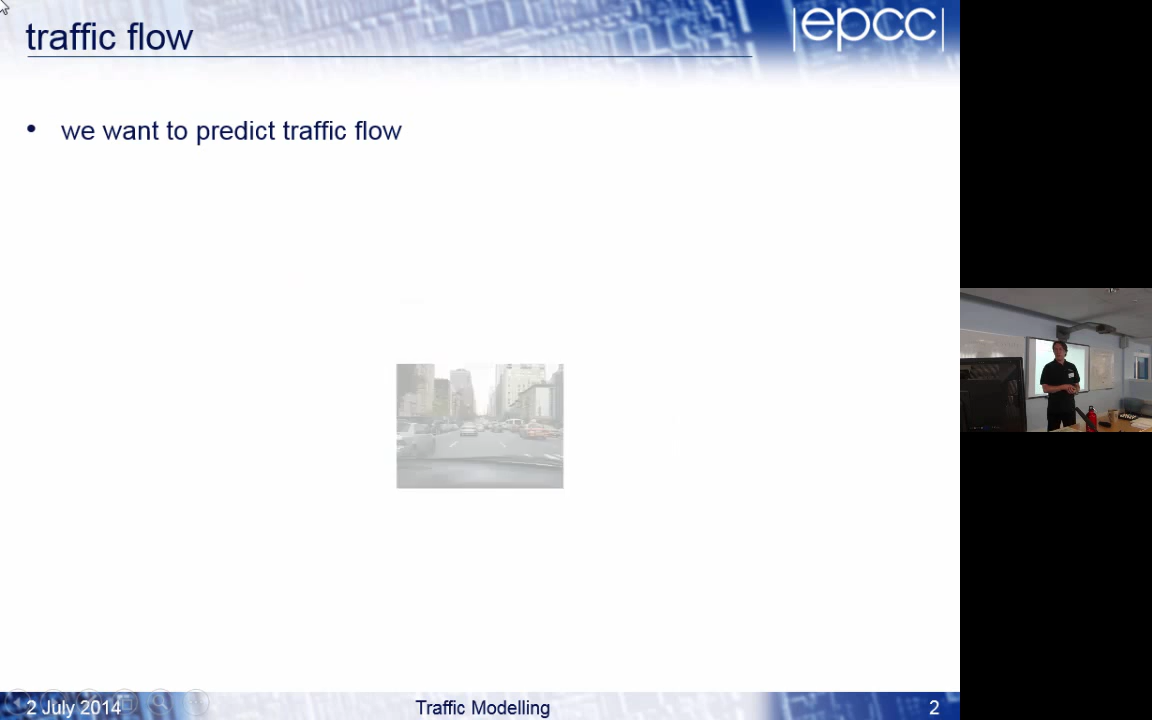 traffic flow
|epcc|
• we want to predict traffic flow
2 July 2014
Traffic Modelling
2